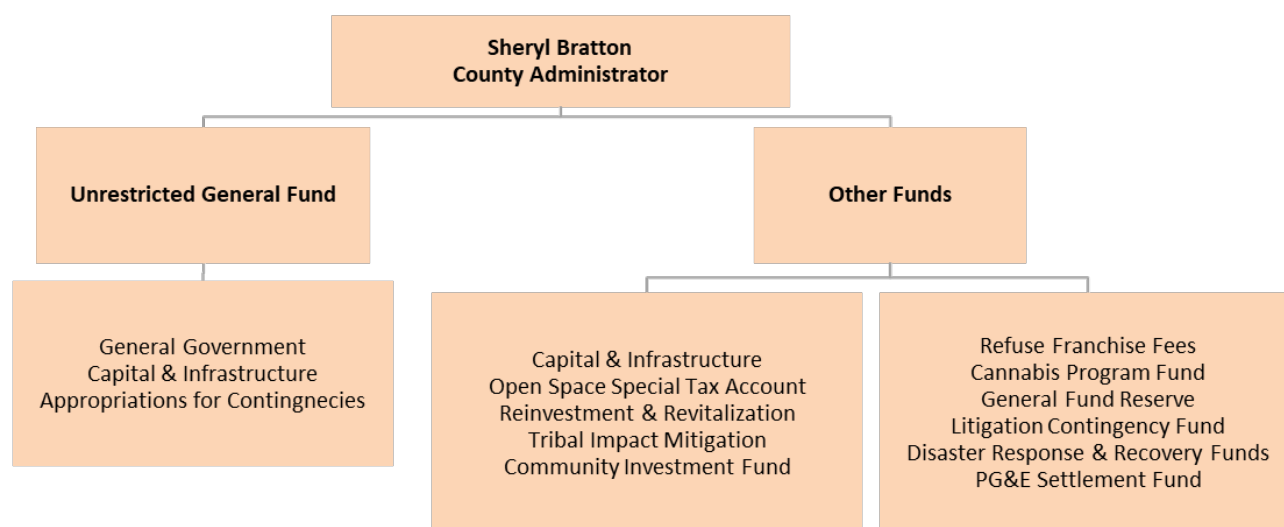 Sheryl Bratton
County Administrator
Unrestricted General Fund
Other Funds
General Government
Capital & Infrastructure
Appropriations for Contingnecies
Capital & Infrastructure
Open Space Special Tax Account
Reinvestment & Revitalization
Tribal Impact Mitigation
Community Investment Fund
Refuse Franchise Fees
Cannabis Program Fund
General Fund Reserve
Litigation Contingency Fund
Disaster Response & Recovery Funds
PG&E Settlement Fund